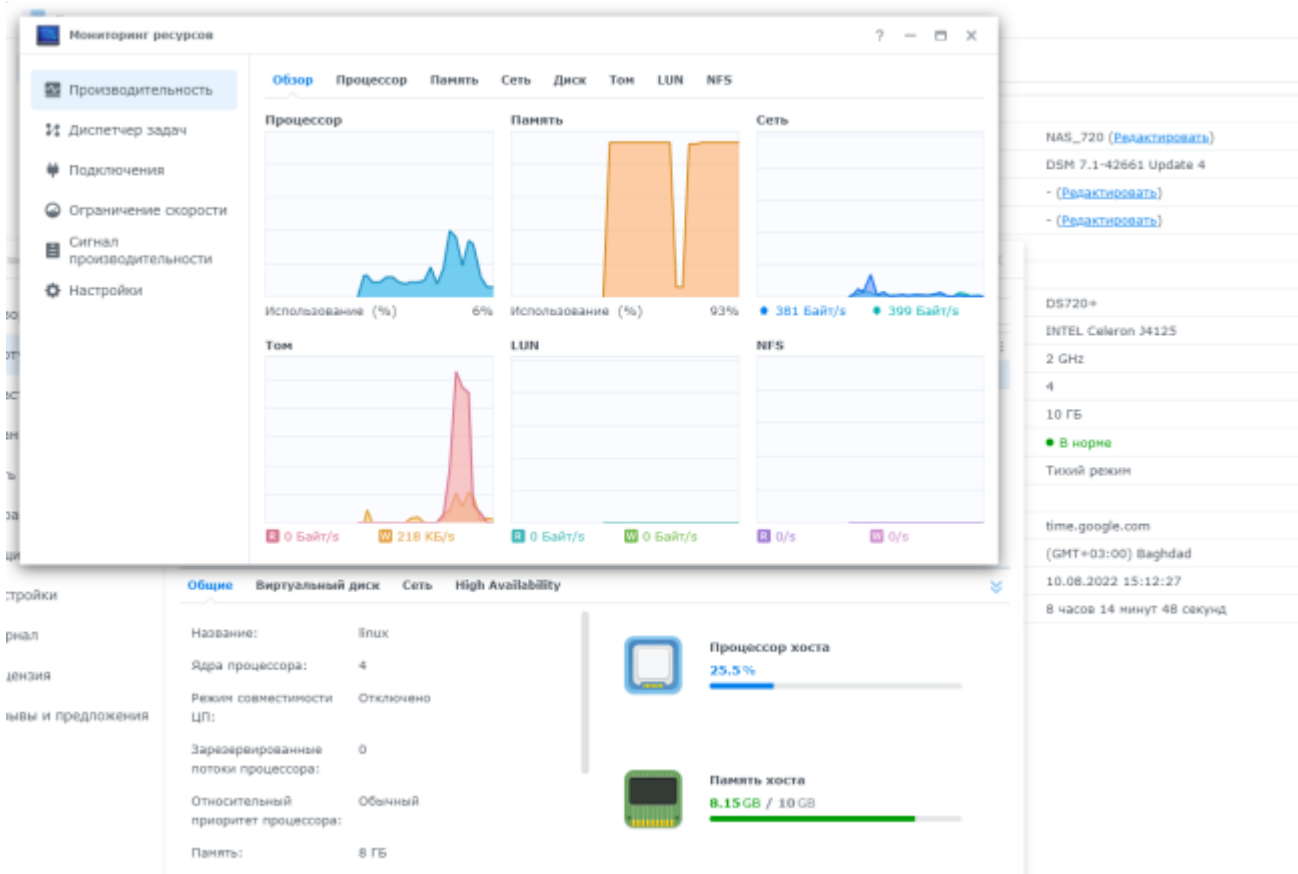 Мониторинг ресурсов
Производительность
Диспетчер задач
Подключения
Ограничение скорости
Сигнал
производительности
Настройки
Обзор Процессор Память Сеть Диск Том LUN NFS
Процессор Память Сеть
Использование (%) 6% Использование (%) 93% 381 Байт/s 399 Байт/s
Том LUN NFS
R 0 Байт/s W 218 КБ/s R 0 Байт/s W 0 Байт/s R 0/s W 0/s
NAS_720 (Редактировать)
DSM 7.1-42661 Update 4
- (Редактировать)
- (Редактировать)
DS720+
INTEL Celeron J4125
2 GHz
4
10 ГБ
В норме
Тихий режим
time.google.com
(GMT+03:00) Baghdad
10.08.2022 15:12:27
8 часов 14 минут 48 секунд
стройки
рнал
цензия
зывы и предложения
Общие Виртуальный диск Сеть High Availability
Название: linux
Ядра процессора: 4
Режим совместимости Отключено
ЦП:
Зарезервированные 0
потоки процессора:
Относительный Обычный
приоритет процессора:
Память: 8 ГБ
Процессор хоста
25.5 %
Память хоста
8.15 GB / 10 GB